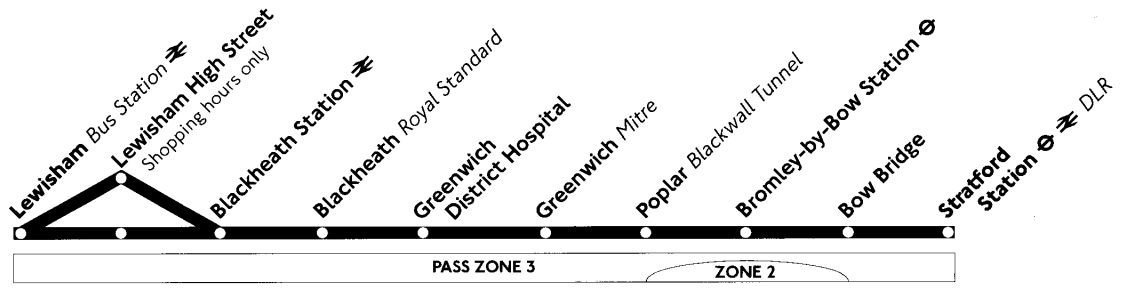 Lewisham Bus Station
Lewisham High Street
Shopping hours only
Blackheath Station
Blackheath Royal Standard
Greenwich
District Hospital
Greenwich Mitre
Poplar Blackwall Tunnel
Bromley-by-Bow Station
Bow Bridge
Stratford
Station DLR
PASS ZONE 3
ZONE 2